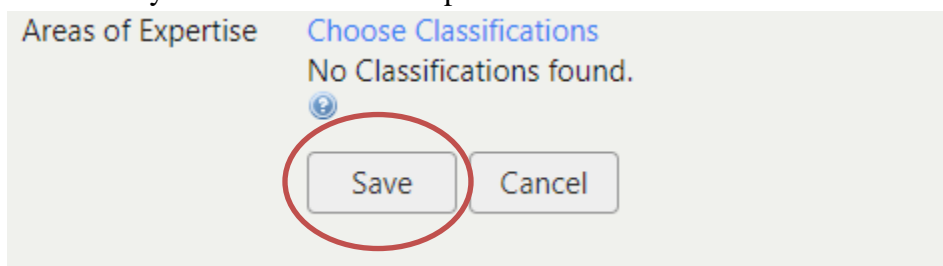 Areas of Expertise Choose Classifications
No Classifications found.
Save Cancel